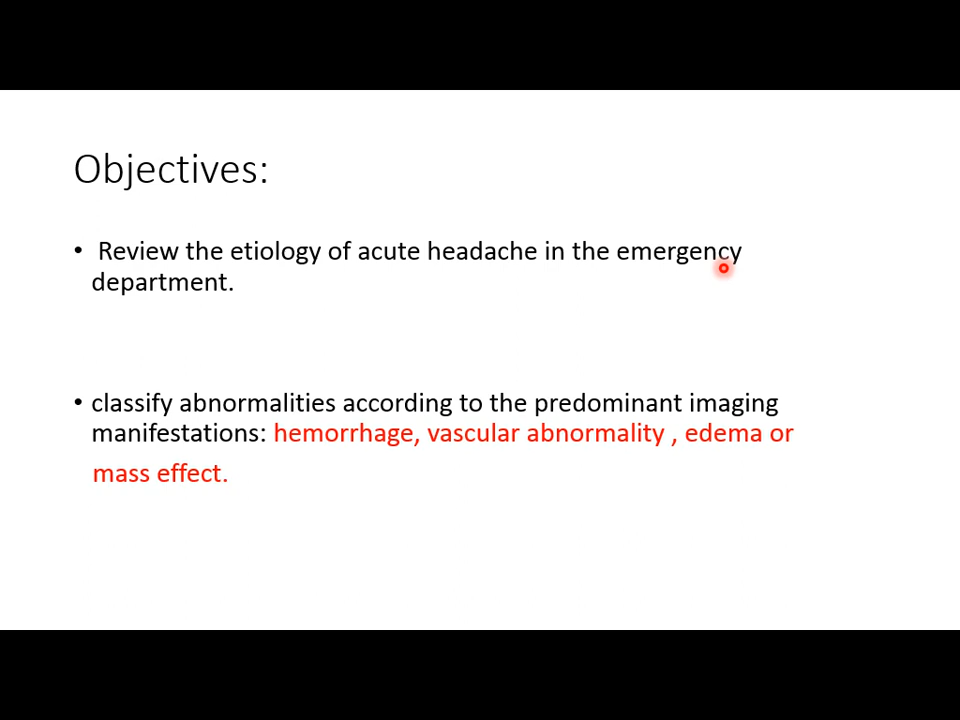 Objectives:
• Review the etiology of acute headache in the emergency
department.
• classify abnormalities according to the predominant imaging
manifestations: hemorrhage, vascular abnormality , edema or
mass effect.